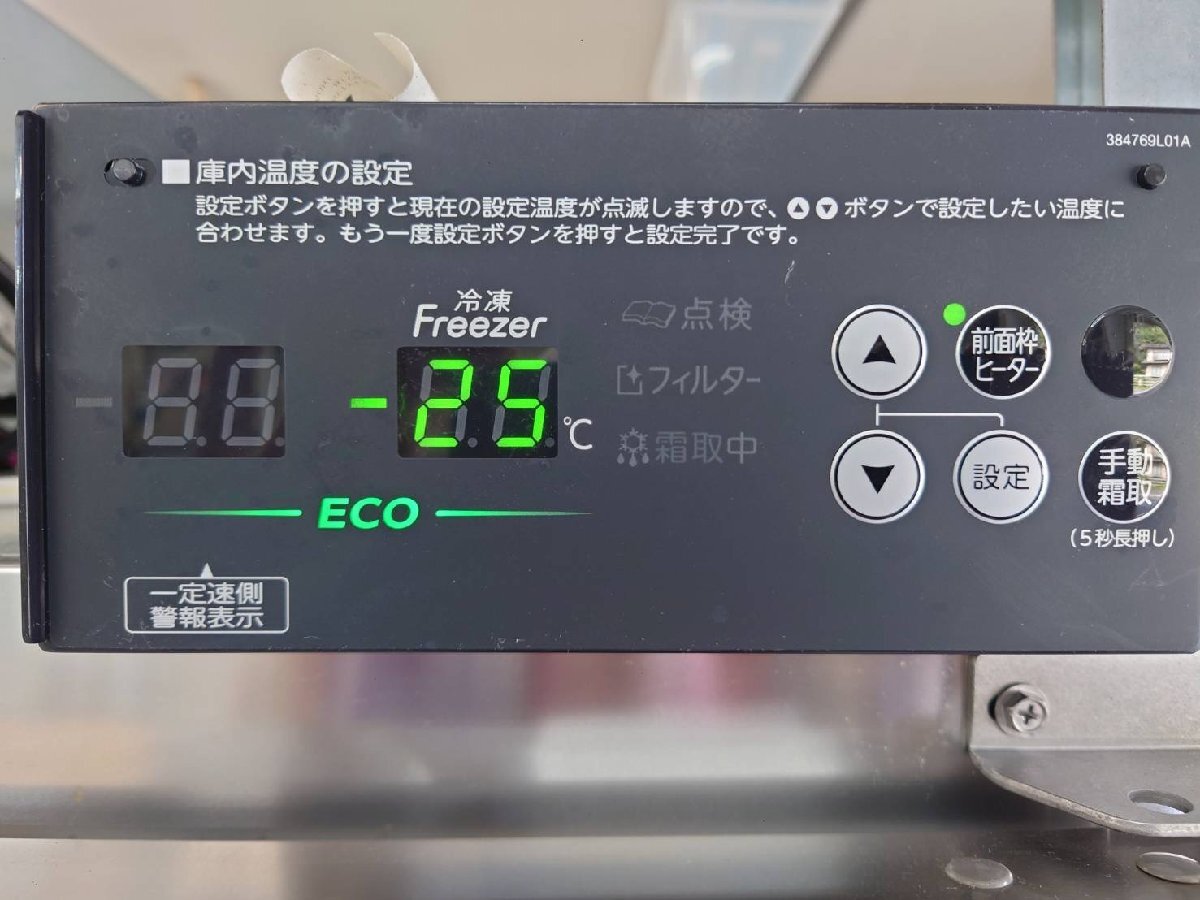 384769L01A
■庫内温度の設定
設定ボタンを押すと現在の設定温度が点滅しますので、▲▼ボタンで設定したい温度に
合わせます。もう一度設定ボタンを押すと設定完了です。
冷凍
Freezer
-25℃
点検
フィルター
霜取中
▲
前面枠
ヒーター
▼
設定
手動
霜取
(5秒長押し)
ECO
一定速側
警報表示